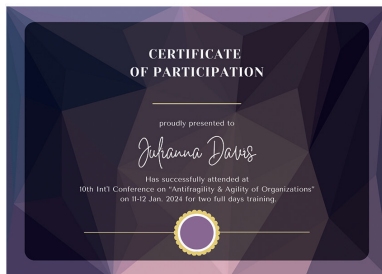 CERTIFICATE
OF PARTICIPATION
proudly presented to
Julianna Davis
Has successfully attended at
10th Int'l Conference on "Antifragility & Agility of Organizations"
on 11-12 Jan. 2024 for two full days training.